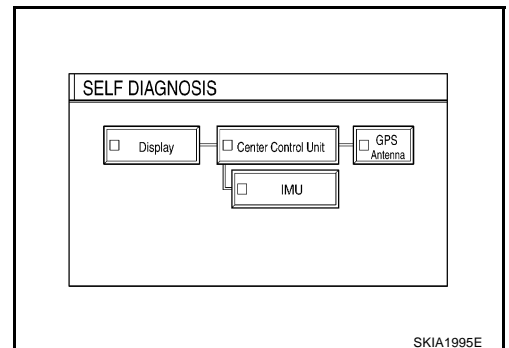 SELF DIAGNOSIS
Display
Center Control Unit
GPS
Antenna
IMU
SKIA1995E